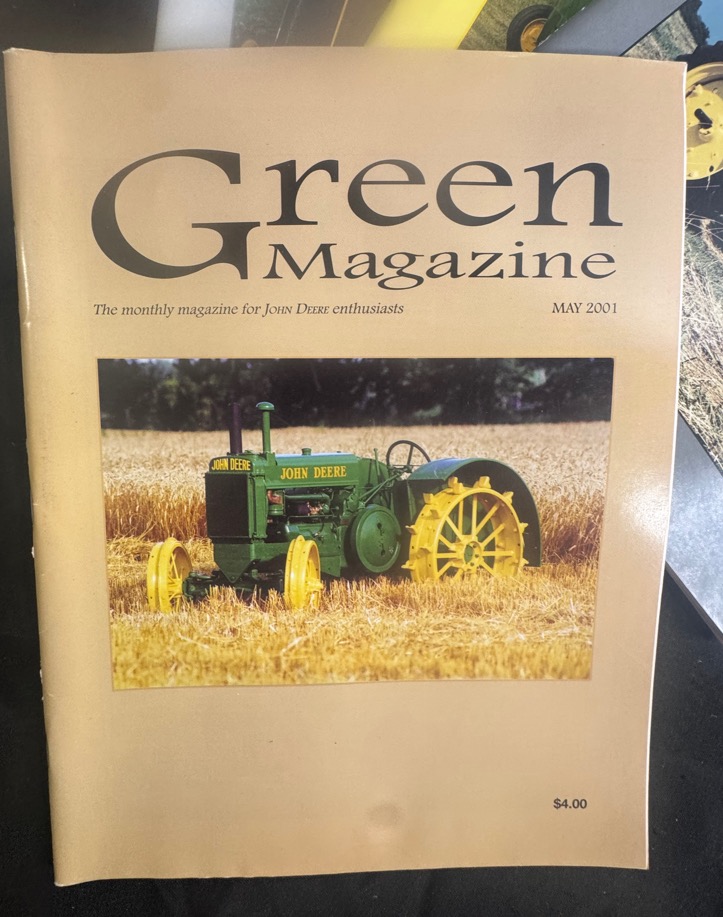 Green
Magazine
The monthly magazine for JOHN DEERE enthusiasts
MAY 2001
JOHN DEERE
JOHN DEERE
$4.00